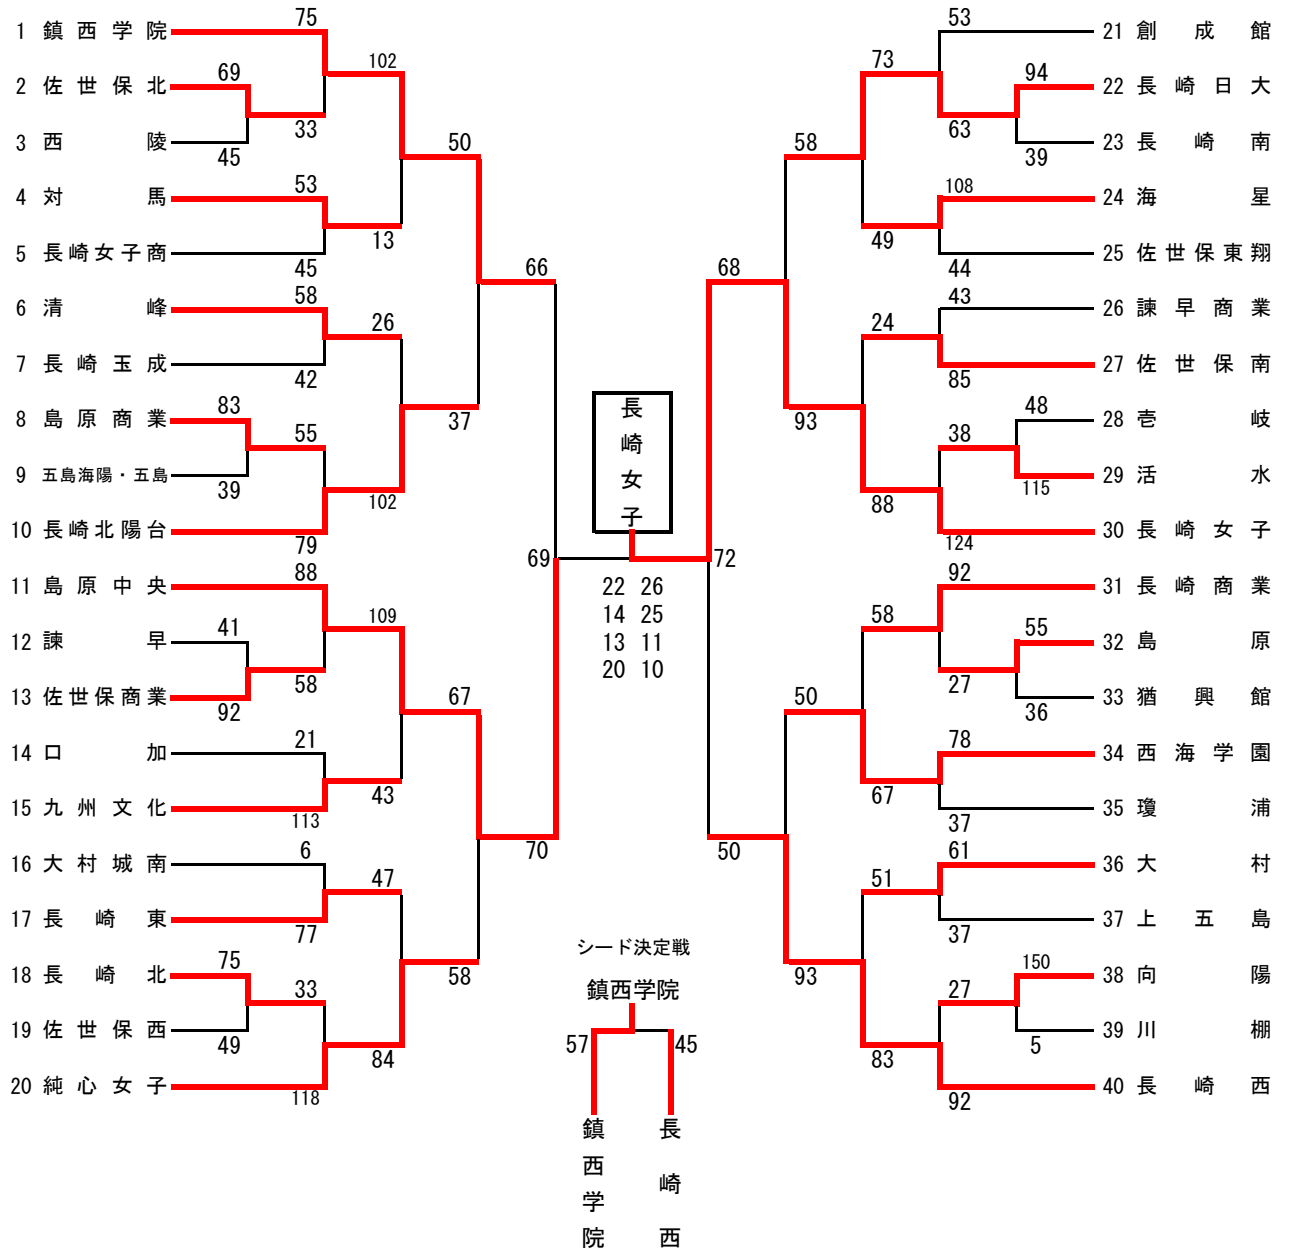 1 鎮西学院
2 佐世保北
3 西陵
4 対馬
5 長崎女子商
6 清峰
7 長崎玉成
8 島原商業
9 五島海陽・五島
10 長崎北陽台
11 島原中央
12 諫早
13 佐世保商業
14 口加
15 九州文化
16 大村城南
17 長崎東
18 長崎北
19 佐世保西
20 純心女子
69
45
83
39
41
92
75
49
75
33
53
45
58
42
55
79
88
58
21
113
6
77
33
118
102
13
26
102
109
43
47
84
50
37
67
58
66
70
69
長崎女子
72
22 26
14 25
13 11
20 10
シード決定戦
鎮西学院
57
45
鎮西学院
長崎西
68
50
58
93
50
93
73
49
24
88
58
67
51
83
53
63
108
44
43
85
38
124
92
27
78
37
61
37
27
92
94
39
48
115
55
36
150
5
21 創成館
22 長崎日大
23 長崎南
24 海星
25 佐世保東翔
26 諫早商業
27 佐世保南
28 壱岐
29 活水
30 長崎女子
31 長崎商業
32 島原
33 猶興館
34 西海学園
35 瓊浦
36 大村
37 上五島
38 向陽
39 川棚
40 長崎西